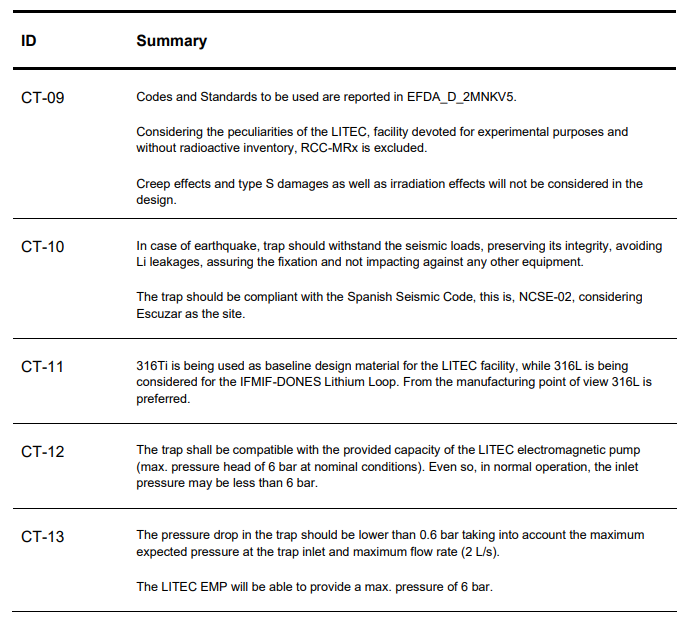 ID Summary
CT-09 Codes and Standards to be used are reported in EFDA_D_2MNKV5.
Considering the peculiarities of the LITEC, facility devoted for experimental purposes and
without radioactive inventory, RCC-MRx is excluded.
Creep effects and type S damages as well as irradiation effects will not be considered in the
design.
CT-10 In case of earthquake, trap should withstand the seismic loads, preserving its integrity, avoiding
Li leakages, assuring the fixation and not impacting against any other equipment.
The trap should be compliant with the Spanish Seismic Code, this is, NCSE-02, considering
Escuzar as the site.
CT-11 316Ti is being used as baseline design material for the LITEC facility, while 316L is being
considered for the IFMIF-DONES Lithium Loop. From the manufacturing point of view 316L is
preferred.
CT-12 The trap shall be compatible with the provided capacity of the LITEC electromagnetic pump
(max. pressure head of 6 bar at nominal conditions). Even so, in normal operation, the inlet
pressure may be less than 6 bar.
CT-13 The pressure drop in the trap should be lower than 0.6 bar taking into account the maximum
expected pressure at the trap inlet and maximum flow rate (2 L/s).
The LITEC EMP will be able to provide a max. pressure of 6 bar.